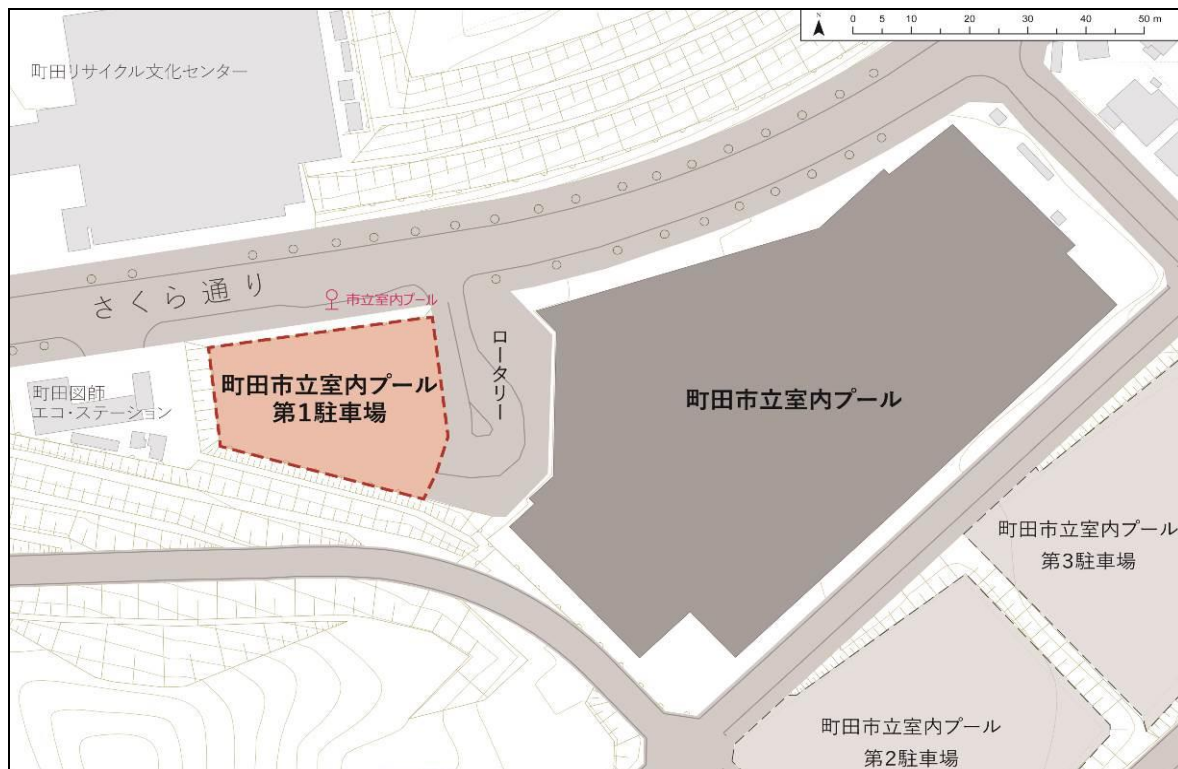 N
0 5 10 20 30 40 50 m
町田リサイクル文化センター
さくら通り
市立室内プール
ロータリー
町田図師
エコ・ステーション
町田市立室内プール
第1駐車場
町田市立室内プール
町田市立室内プール
第3駐車場
町田市立室内プール
第2駐車場